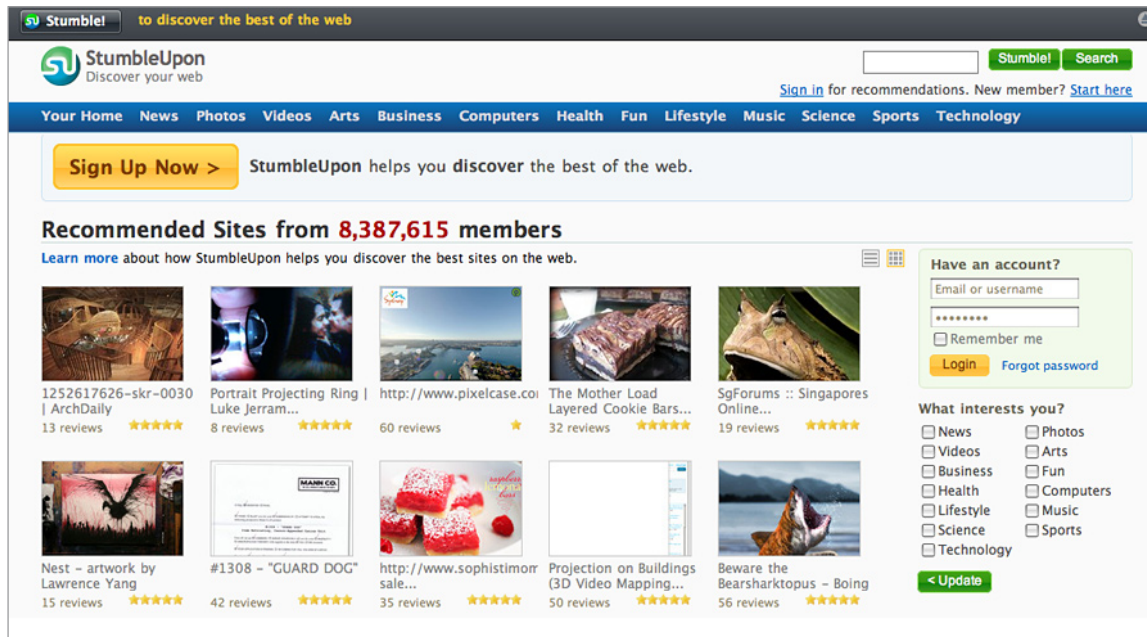 Stumble!
to discover the best of the web
StumbleUpon
Discover your web
Stumble!
Search
Sign in for recommendations. New member? Start here
Your Home News Photos Videos Arts Business Computers Health Fun Lifestyle Music Science Sports Technology
Sign Up Now >
StumbleUpon helps you discover the best of the web.
Recommended Sites from 8,387,615 members
Learn more about how StumbleUpon helps you discover the best sites on the web.
1252617626-skr-0030
| ArchDaily
13 reviews
Portrait Projecting Ring |
Luke Jerram...
8 reviews
Sydney
http://www.pixelcase.co
60 reviews
The Mother Load
Layered Cookie Bars...
32 reviews
SgForums :: Singapores
Online...
19 reviews
Nest - artwork by
Lawrence Yang
15 reviews
MANN CO.
#1308 - "GUARD DOG"
42 reviews
http://www.sophistimom
sale...
35 reviews
Projection on Buildings
(3D Video Mapping...
50 reviews
Beware the
Bearsharktopus - Boing
56 reviews
Have an account?
Email or username
••••••••
Remember me
Login
Forgot password
What interests you?
News
Photos
Videos
Arts
Business
Fun
Health
Computers
Lifestyle
Music
Science
Sports
Technology
< Update